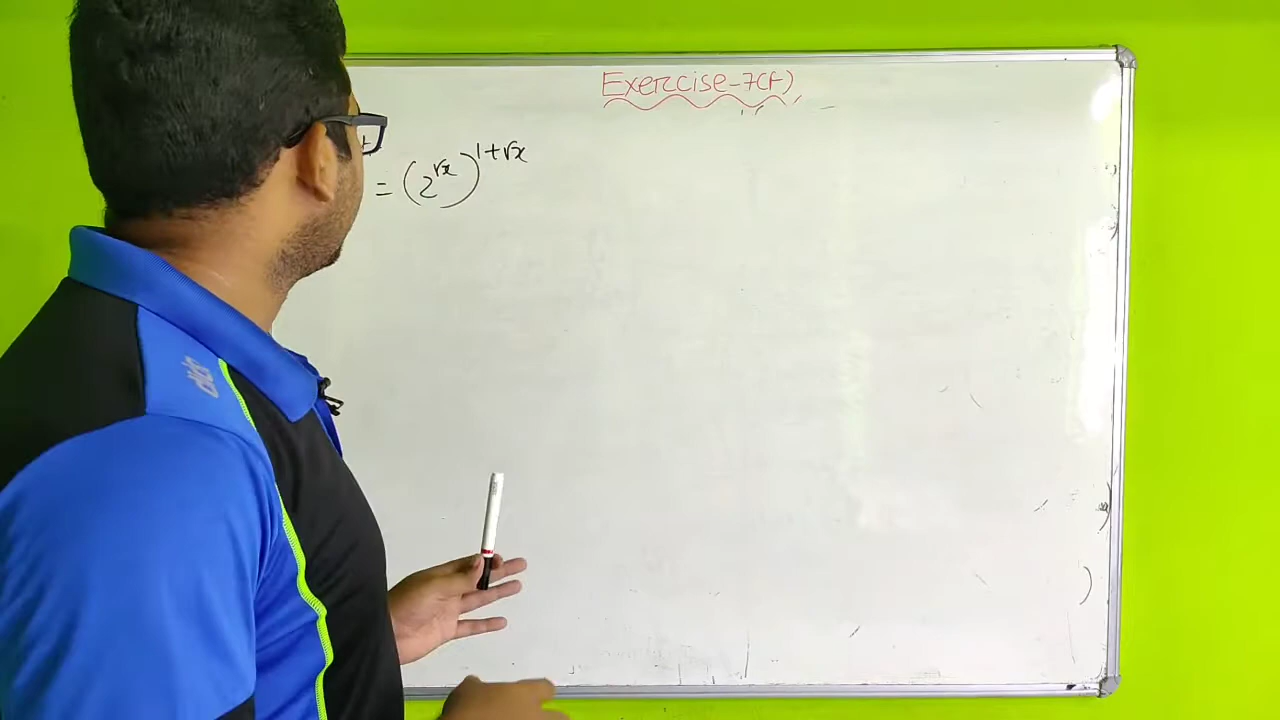 Exercise-7(f)
= (2^√x)^1+√x